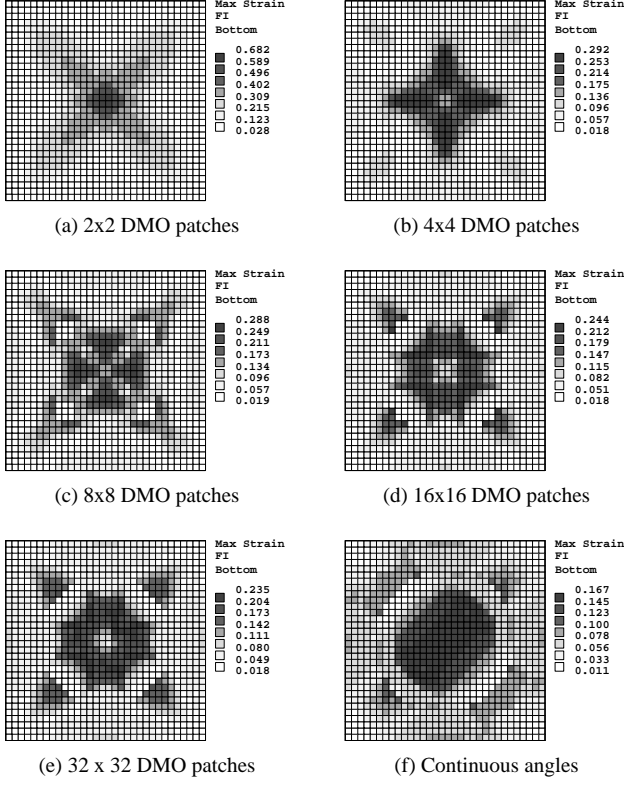 Max Strain
FI
Bottom
0.682
0.589
0.496
0.402
0.309
0.215
0.123
0.028
(a) 2x2 DMO patches
Max Strain
FI
Bottom
0.292
0.253
0.214
0.175
0.136
0.096
0.057
0.018
(b) 4x4 DMO patches
Max Strain
FI
Bottom
0.288
0.249
0.211
0.173
0.134
0.096
0.057
0.019
(c) 8x8 DMO patches
Max Strain
FI
Bottom
0.244
0.212
0.179
0.147
0.115
0.082
0.051
0.018
(d) 16x16 DMO patches
Max Strain
FI
Bottom
0.235
0.204
0.173
0.142
0.111
0.080
0.049
0.018
(e) 32 x 32 DMO patches
Max Strain
FI
Bottom
0.167
0.145
0.123
0.100
0.078
0.056
0.033
0.011
(f) Continuous angles